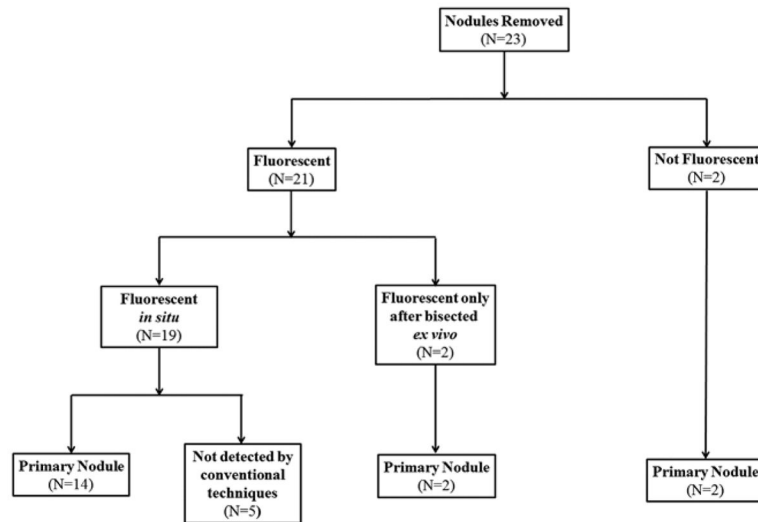 Nodules Removed
(N=23)
Fluorescent
(N=21)
Not Fluorescent
(N=2)
Fluorescent
in situ
(N=19)
Fluorescent only
after bisected
ex vivo
(N=2)
Primary Nodule
(N=14)
Not detected by
conventional
techniques
(N=5)
Primary Nodule
(N=2)
Primary Nodule
(N=2)